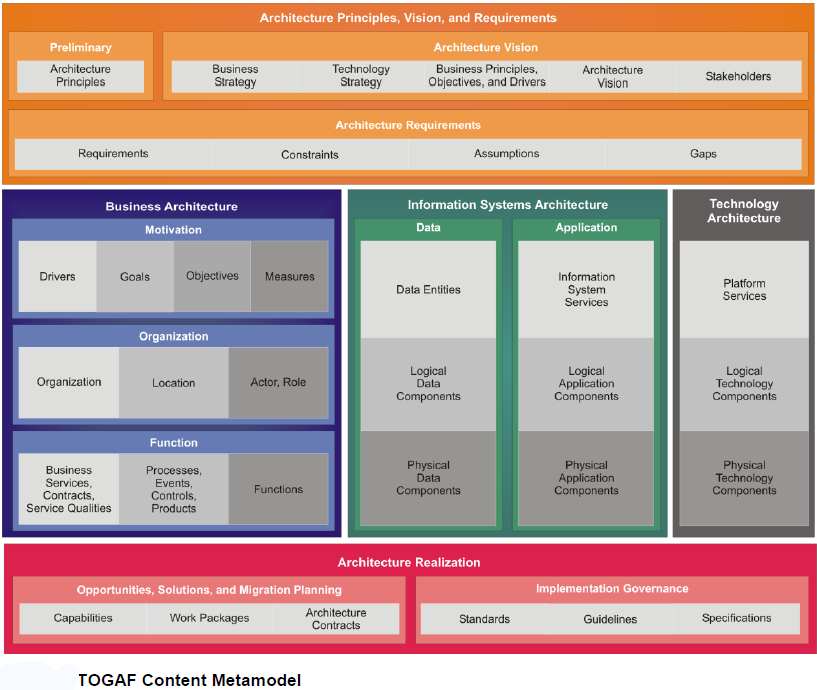 Architecture Principles, Vision, and Requirements
Preliminary
Architecture
Principles
Architecture Vision
Business
Strategy
Technology
Strategy
Business Principles,
Objectives, and Drivers
Architecture
Vision
Stakeholders
Architecture Requirements
Requirements
Constraints
Assumptions
Gaps
Business Architecture
Motivation
Drivers
Goals
Objectives
Measures
Organization
Organization
Location
Actor, Role
Function
Business
Services,
Contracts,
Service Qualities
Processes,
Events,
Controls,
Products
Functions
Information Systems Architecture
Data
Data Entities
Logical
Data
Components
Physical
Data
Components
Application
Information
System
Services
Logical
Application
Components
Physical
Application
Components
Technology
Architecture
Platform
Services
Logical
Technology
Components
Physical
Technology
Components
Architecture Realization
Opportunities, Solutions, and Migration Planning
Capabilities
Work Packages
Architecture
Contracts
Implementation Governance
Standards
Guidelines
Specifications
TOGAF Content Metamodel